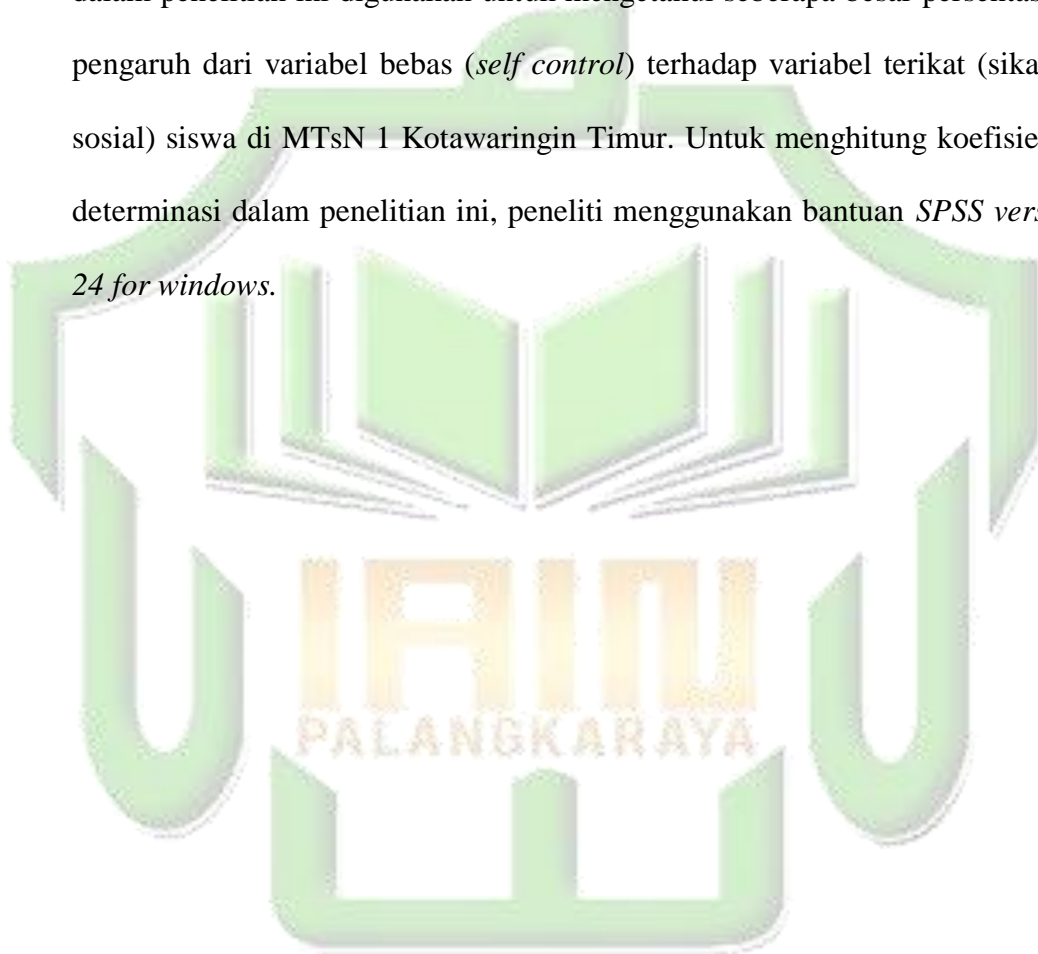 dalam penelitian ini digunakan untuk mengetahui seberapa besar
pengaruh dari variabel bebas (self control) terhadap variabel terikat (sika
sosial) siswa di MTsN 1 Kotawaringin Timur. Untuk menghitung koefisie
determinasi dalam penelitian ini, peneliti menggunakan bantuan SPSS vers
24 for windows.
IAIN
PALANGKARAYA